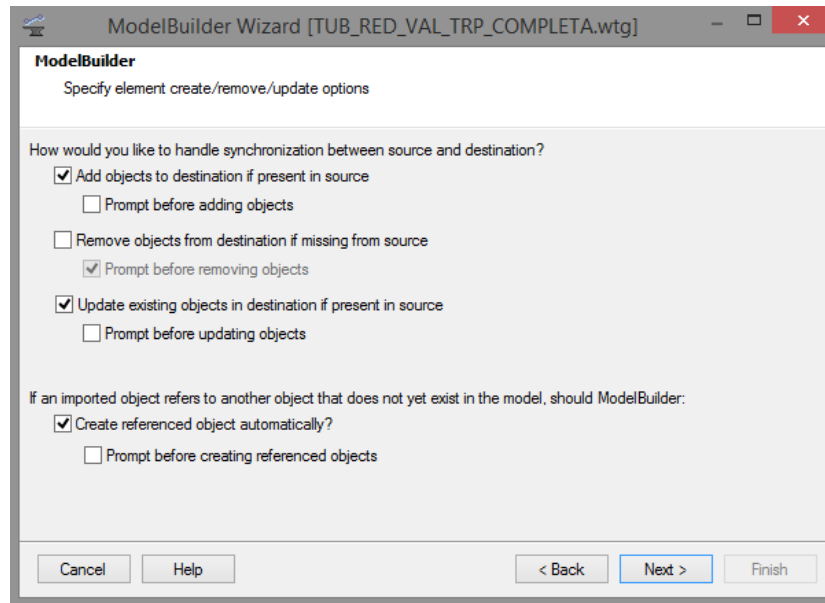 ModelBuilder Wizard [TUB_RED_VAL_TRP_COMPLETA.wtg]
ModelBuilder
Specify element create/remove/update options
How would you like to handle synchronization between source and destination?
Add objects to destination if present in source
Prompt before adding objects
Remove objects from destination if missing from source
Prompt before removing objects
Update existing objects in destination if present in source
Prompt before updating objects
If an imported object refers to another object that does not yet exist in the model, should ModelBuilder:
Create referenced object automatically?
Prompt before creating referenced objects
Cancel Help < Back Next > Finish